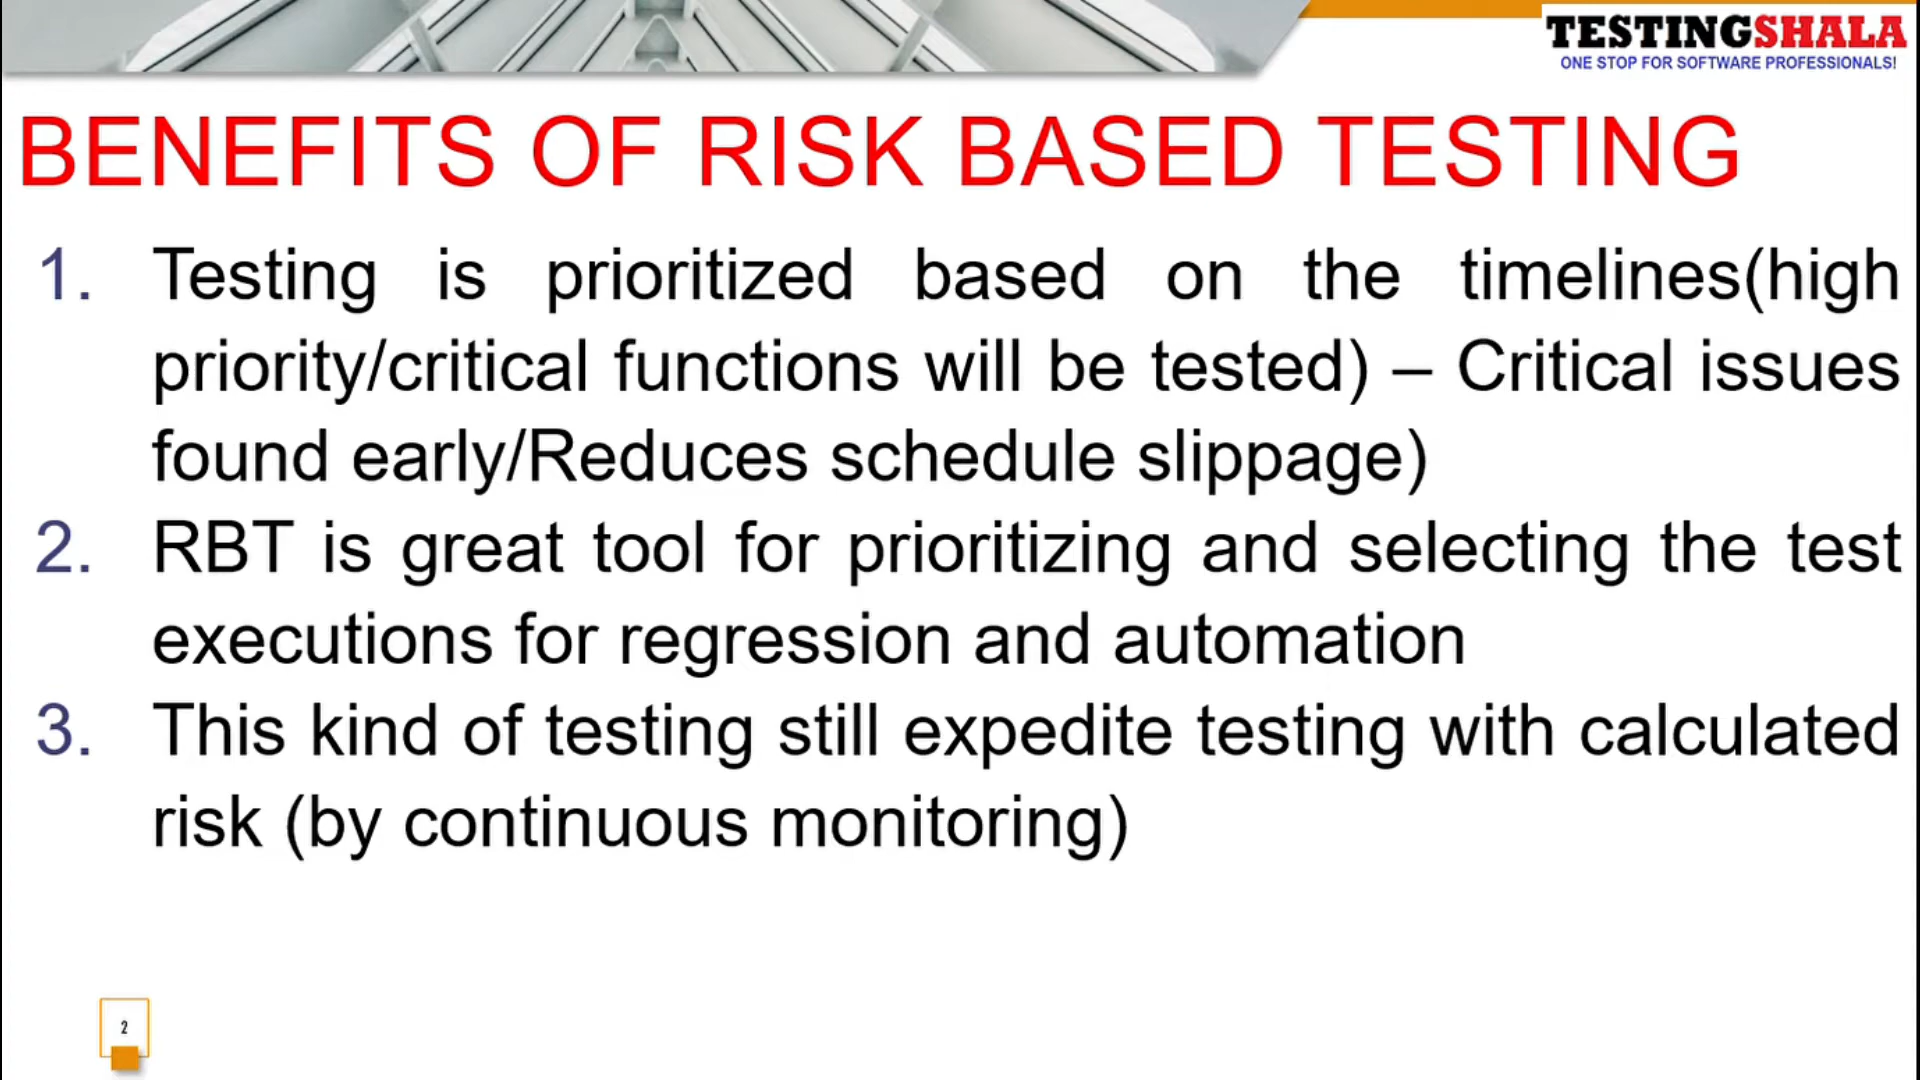 TESTINGSHALA
ONE STOP FOR SOFTWARE PROFESSIONALS!
BENEFITS OF RISK BASED TESTING
1. Testing is prioritized based on the timelines(high
priority/critical functions will be tested) – Critical issues
found early/Reduces schedule slippage)
2. RBT is great tool for prioritizing and selecting the test
executions for regression and automation
3. This kind of testing still expedite testing with calculated
risk (by continuous monitoring)
2